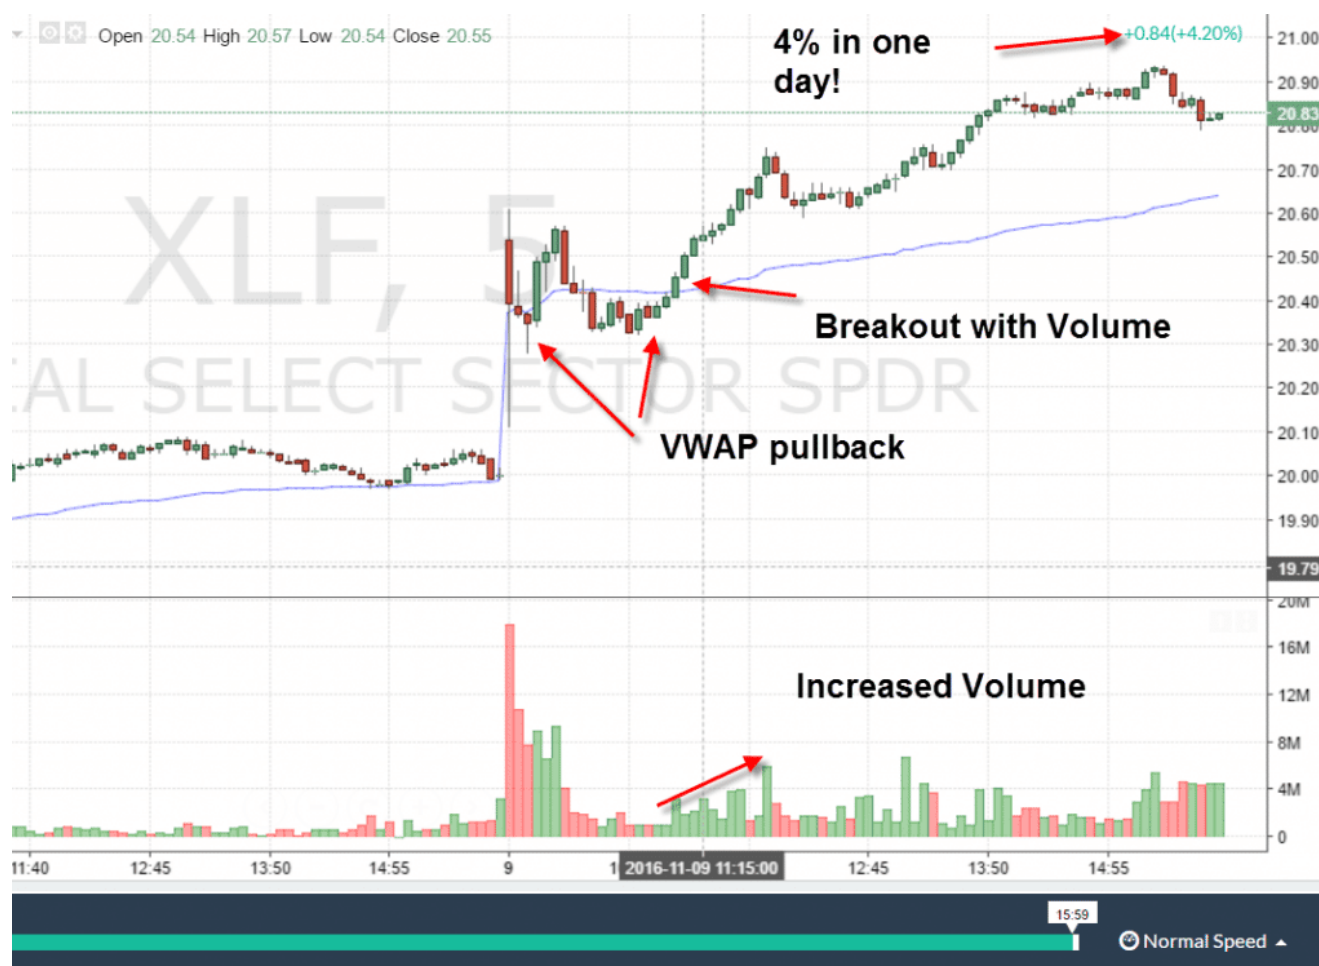 Open 20.54 High 20.57 Low 20.54 Close 20.55
4% in one
day!
+0.84(+4.20%)
21.00
20.90
20.83
20.80
20.70
20.60
20.50
20.40
20.30
20.20
20.10
20.00
19.90
19.79
XLF, 5
SELECT SECTOR SPDR
Breakout with Volume
VWAP pullback
Increased Volume
20M
16M
12M
8M
4M
0
11:40 12:45 13:50 14:55 9 2016-11-09 11:15:00 12:45 13:50 14:55
15:59
Normal Speed